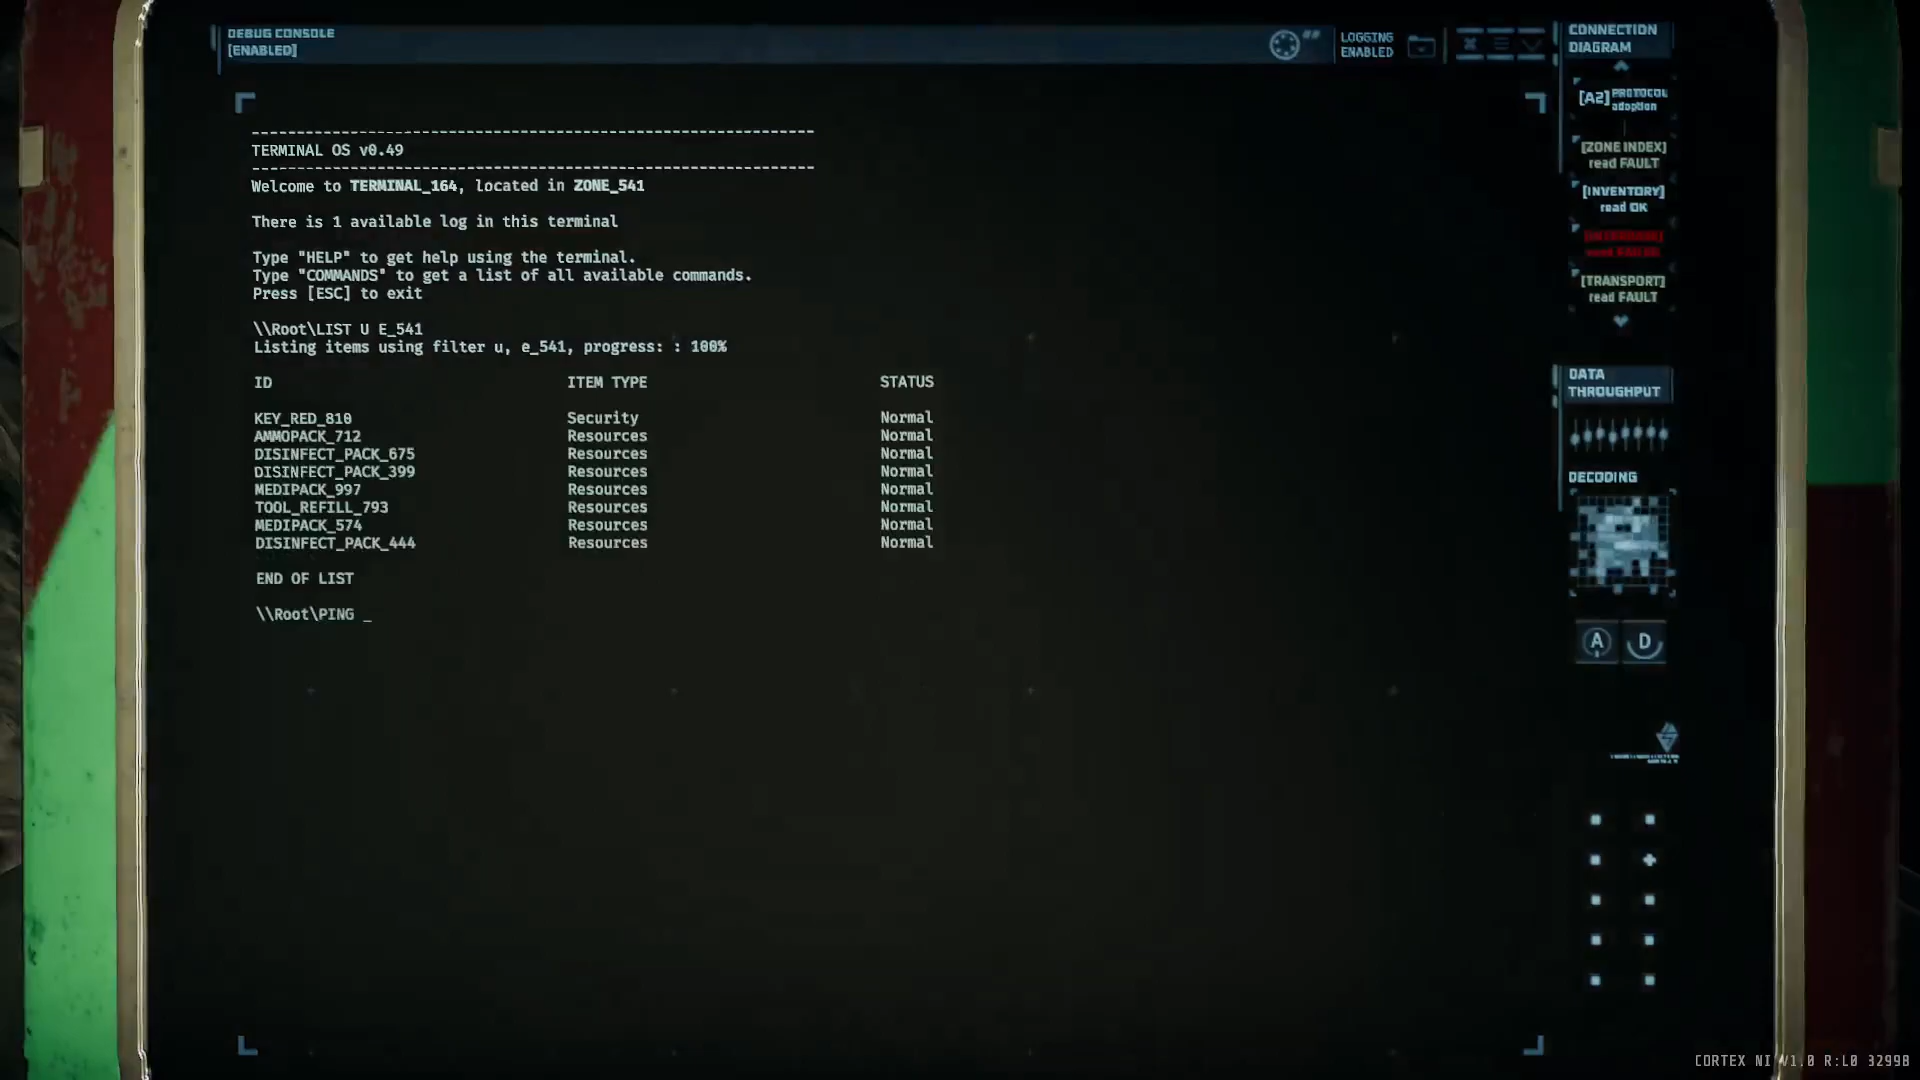 DEBUG CONSOLE
[ENABLED]
LOGGING
ENABLED
CONNECTION
DIAGRAM
[A2] PROTOCOL
adoption
[ZONE INDEX]
read FAULT
[INVENTORY]
read OK
read FAILED
[TRANSPORT]
read FAULT
DATA
THROUGHPUT
DECODING
A D
--------------------------------------------------------------
TERMINAL OS v0.49
--------------------------------------------------------------
Welcome to TERMINAL_164, located in ZONE_541
There is 1 available log in this terminal
Type "HELP" to get help using the terminal.
Type "COMMANDS" to get a list of all available commands.
Press [ESC] to exit
\\Root\LIST U E_541
Listing items using filter u, e_541, progress: : 100%
ID ITEM TYPE STATUS
KEY_RED_810 Security Normal
AMMOPACK_712 Resources Normal
DISINFECT_PACK_675 Resources Normal
DISINFECT_PACK_399 Resources Normal
MEDIPACK_997 Resources Normal
TOOL_REFILL_793 Resources Normal
MEDIPACK_574 Resources Normal
DISINFECT_PACK_444 Resources Normal
END OF LIST
\\Root\PING _
CORTEX NI V1.0 R:L0 32998